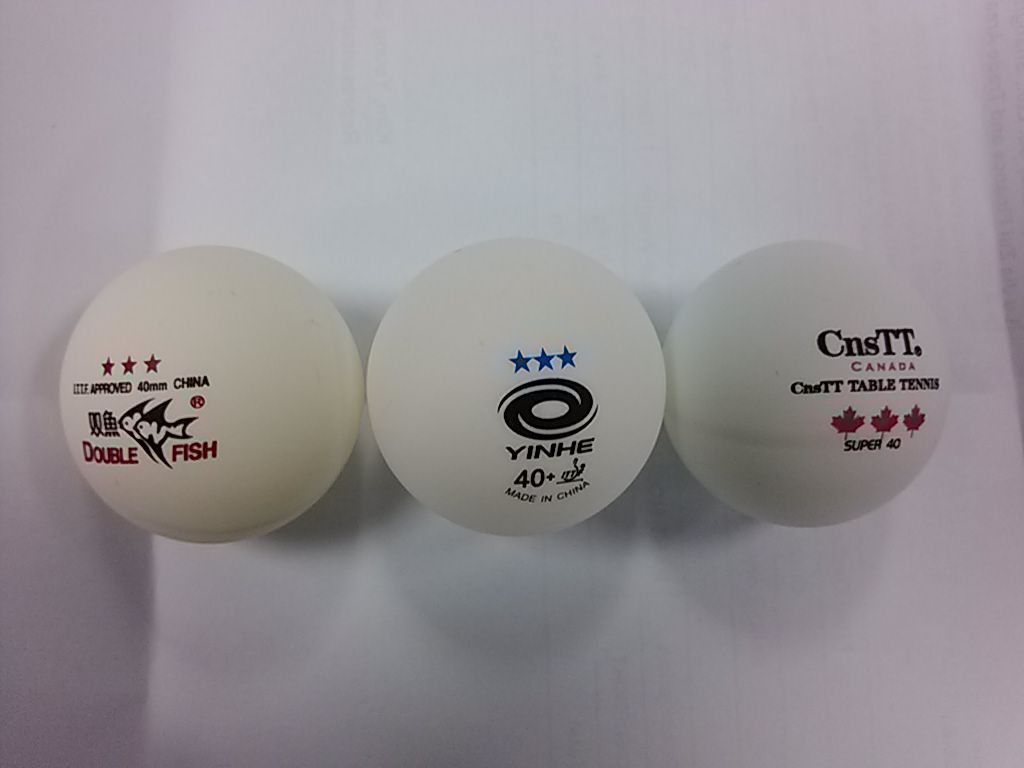 I.T.T.F. APPROVED 40mm CHINA
双魚
®
DOUBLE FISH
YINHE
40+ ITTF
MADE IN CHINA
CnsTT®
CANADA
CnsTT TABLE TENNIS
SUPER 40